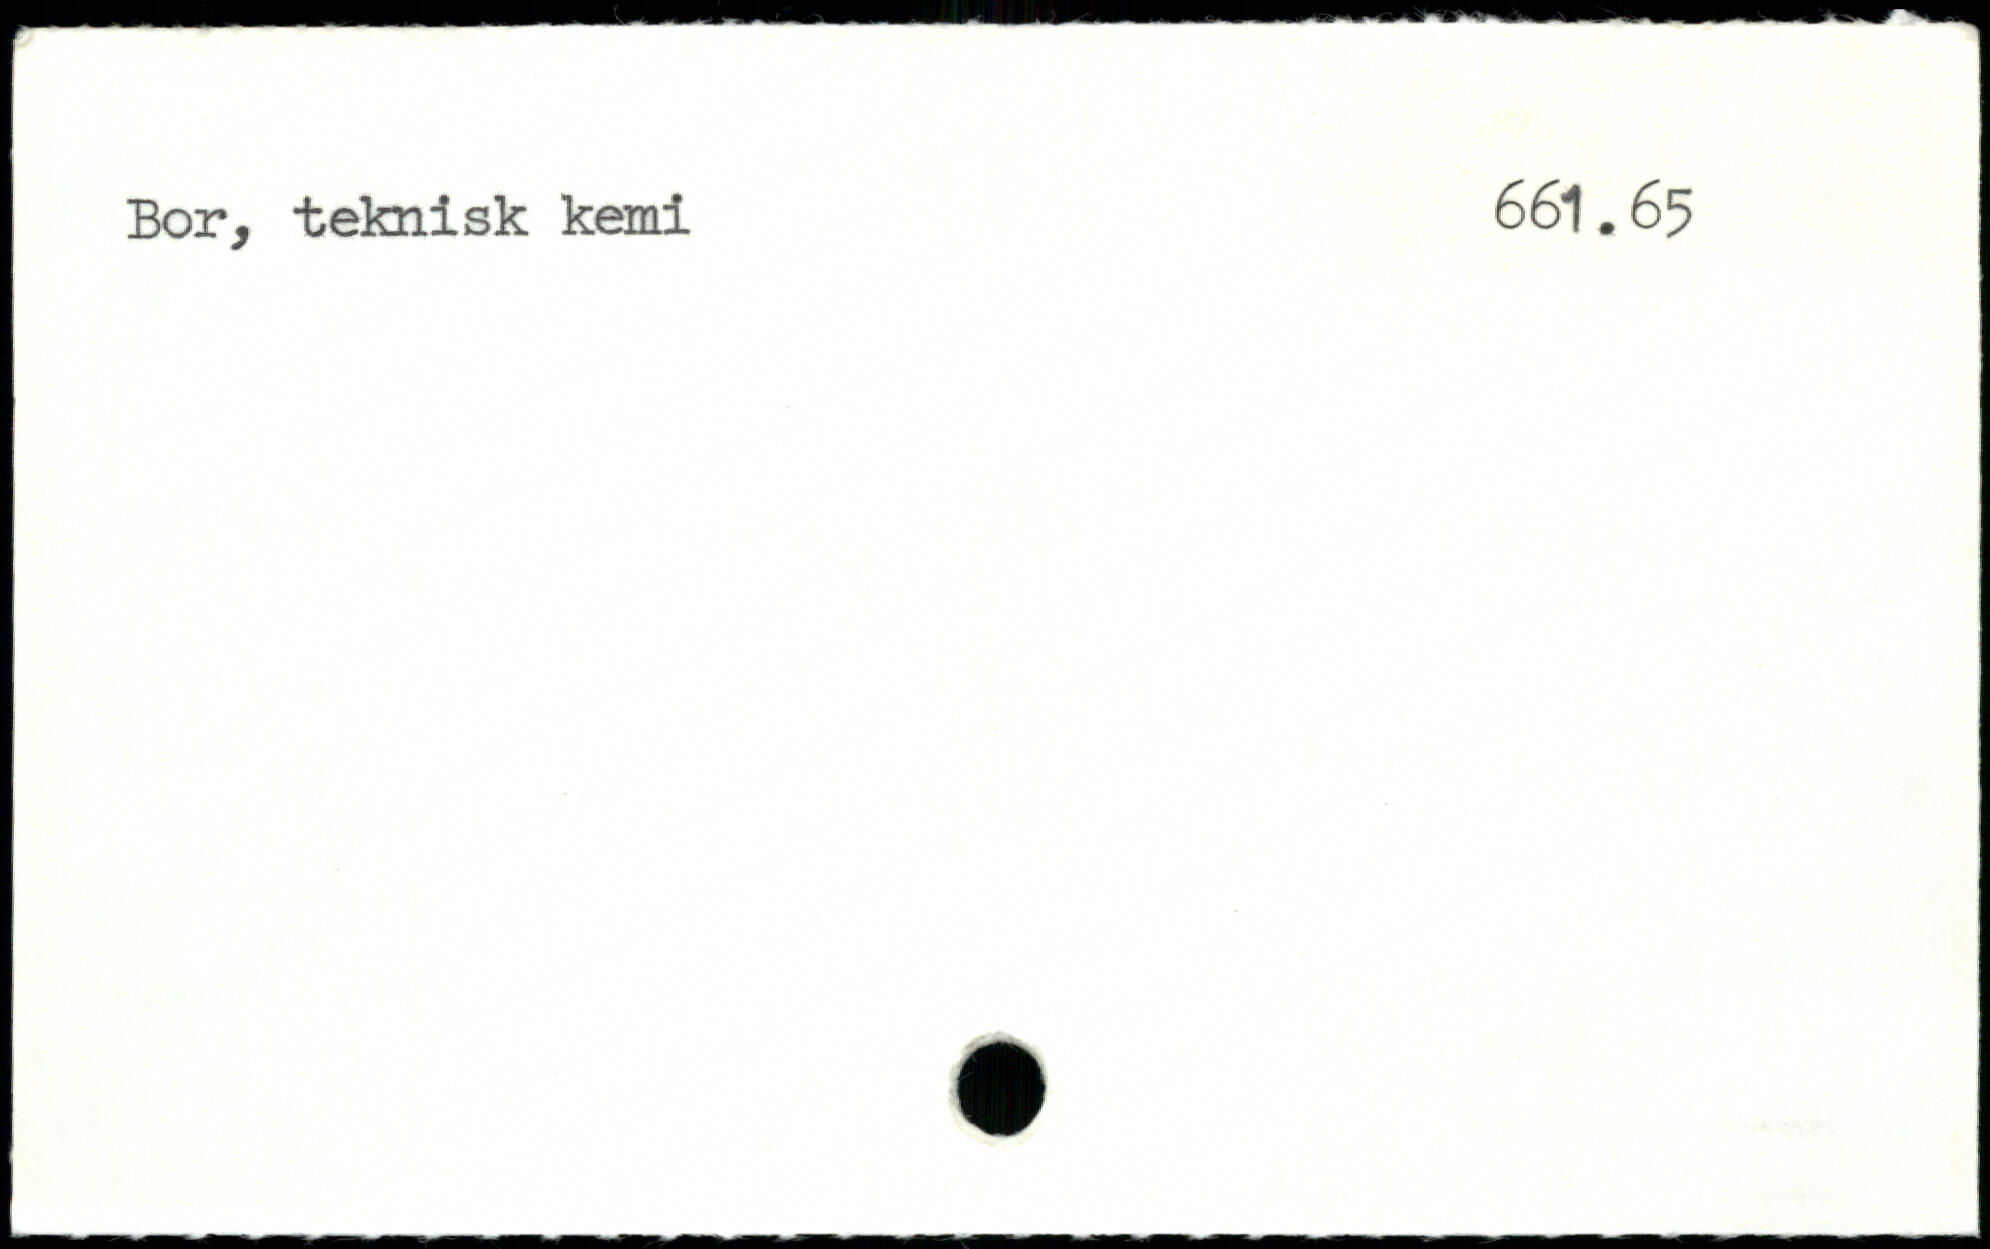 Bor, teknisk kemi 661.65